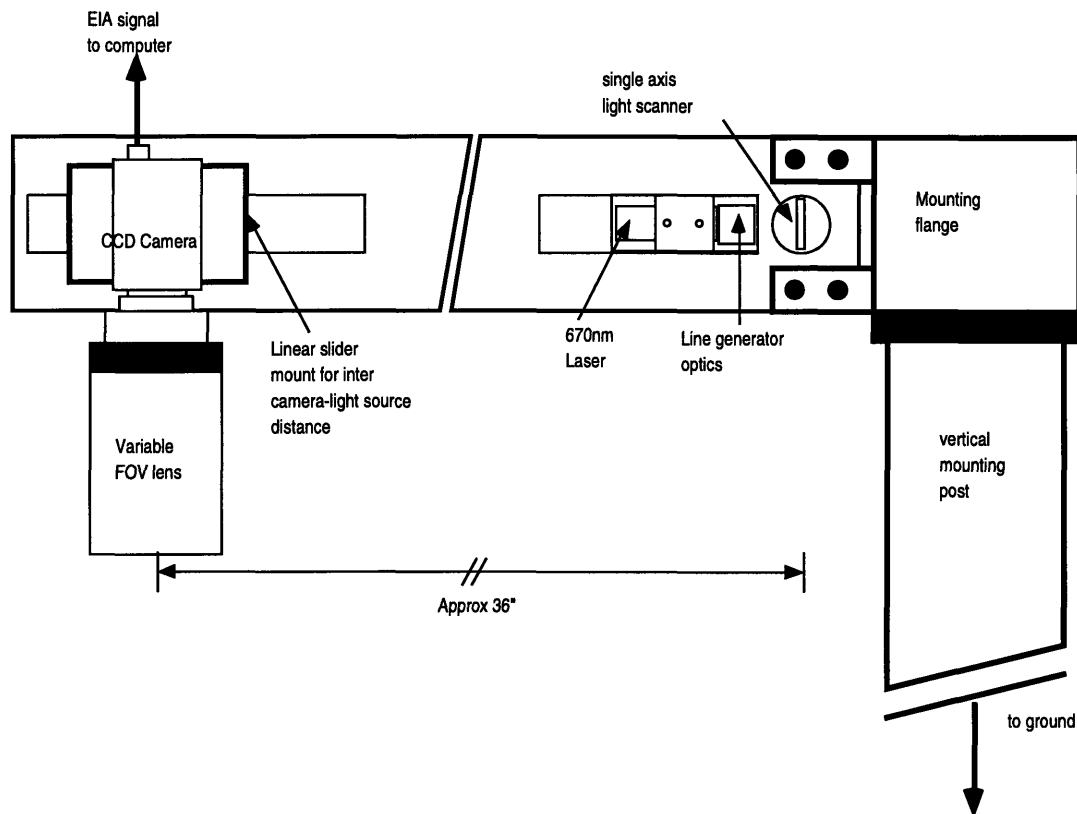 EIA signal
to computer
single axis
light scanner
CCD Camera
Mounting
flange
Linear slider
mount for inter
camera-light source
distance
670nm
Laser
Line generator
optics
Variable
FOV lens
vertical
mounting
post
Approx 36"
to ground